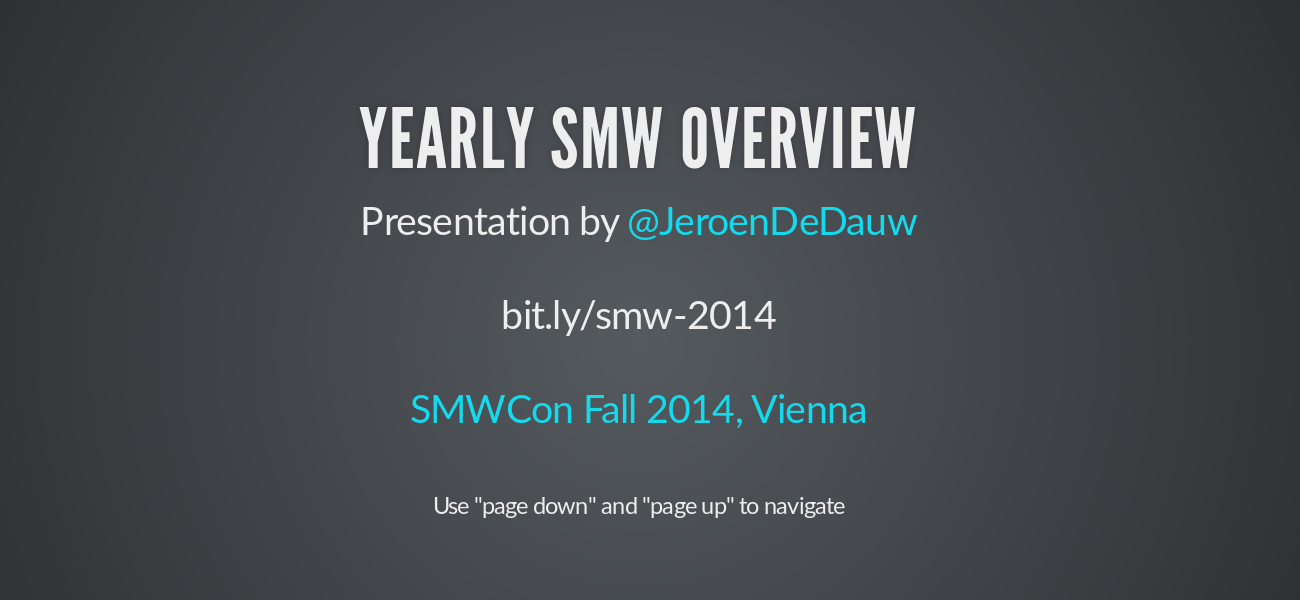 YEARLY SMW OVERVIEW
Presentation by @JeroenDeDauw
bit.ly/smw-2014
SMWCon Fall 2014, Vienna
Use "page down" and "page up" to navigate